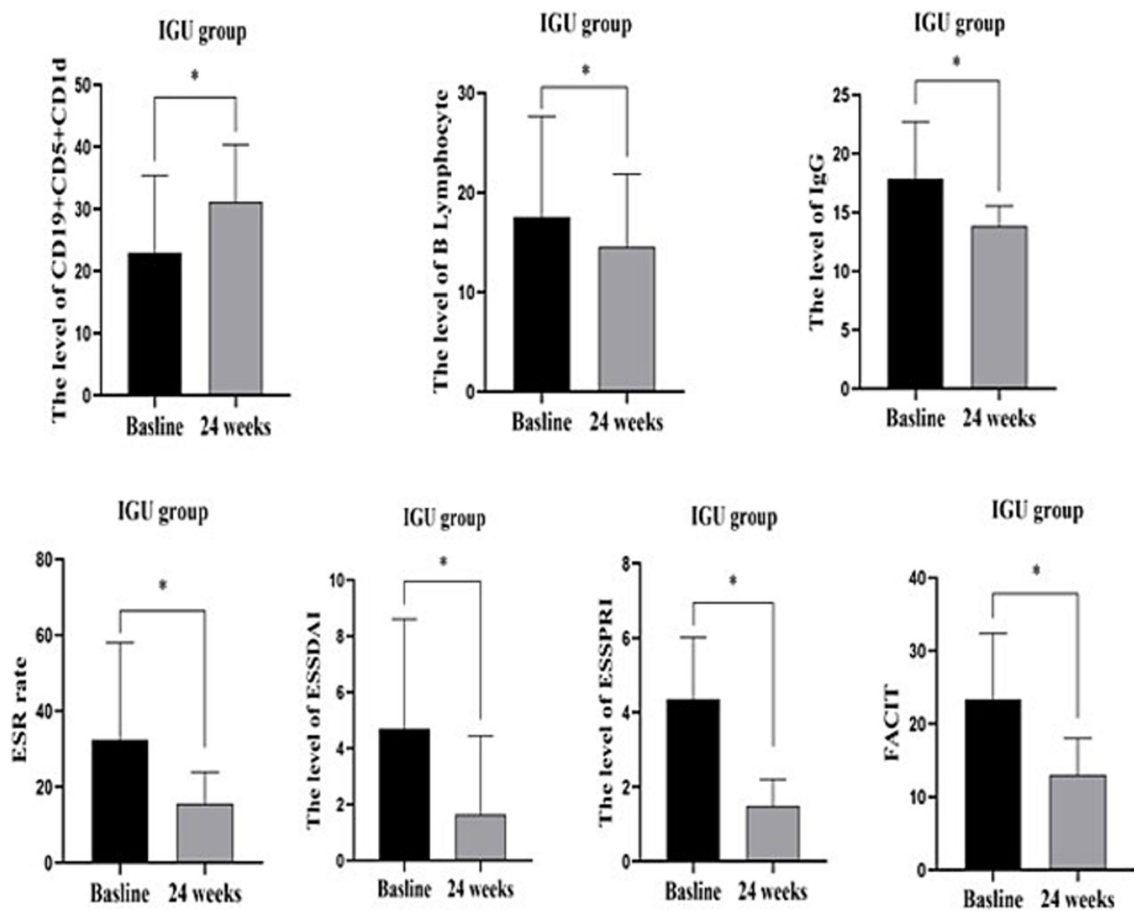 IGU group
*
The level of CD19+CD5+CD1d
50
40
30
20
10
0
Basline 24 weeks
IGU group
*
The level of B Lymphocyte
30
20
10
0
Basline 24 weeks
IGU group
*
The level of IgG
25
20
15
10
5
0
Basline 24 weeks
IGU group
*
ESR rate
80
60
40
20
0
Basline 24 weeks
IGU group
*
The level of ESSDAI
10
8
6
4
2
0
Basline 24 weeks
IGU group
*
The level of ESSPRI
8
6
4
2
0
Basline 24 weeks
IGU group
*
FACIT
40
30
20
10
0
Basline 24 weeks